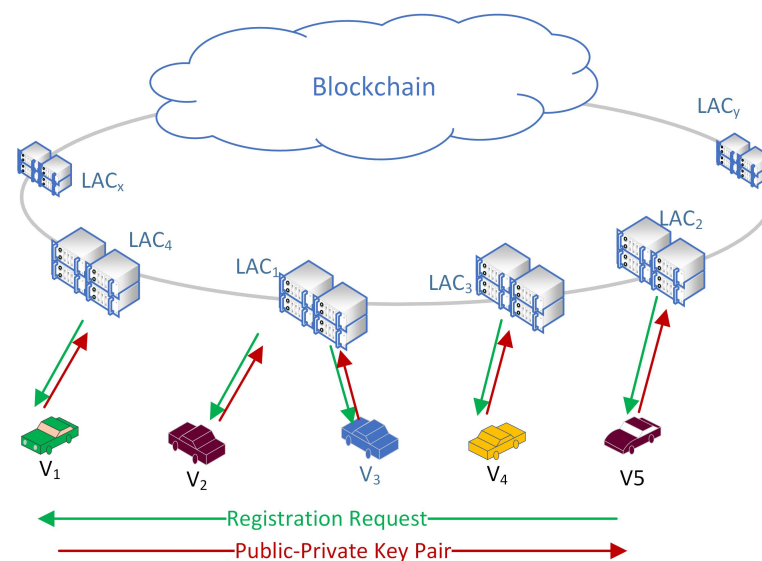 Blockchain
LACy
LACx
LAC2
LAC4
LAC1
LAC3
V1
V2
V3
V4
V5
Registration Request
Public-Private Key Pair